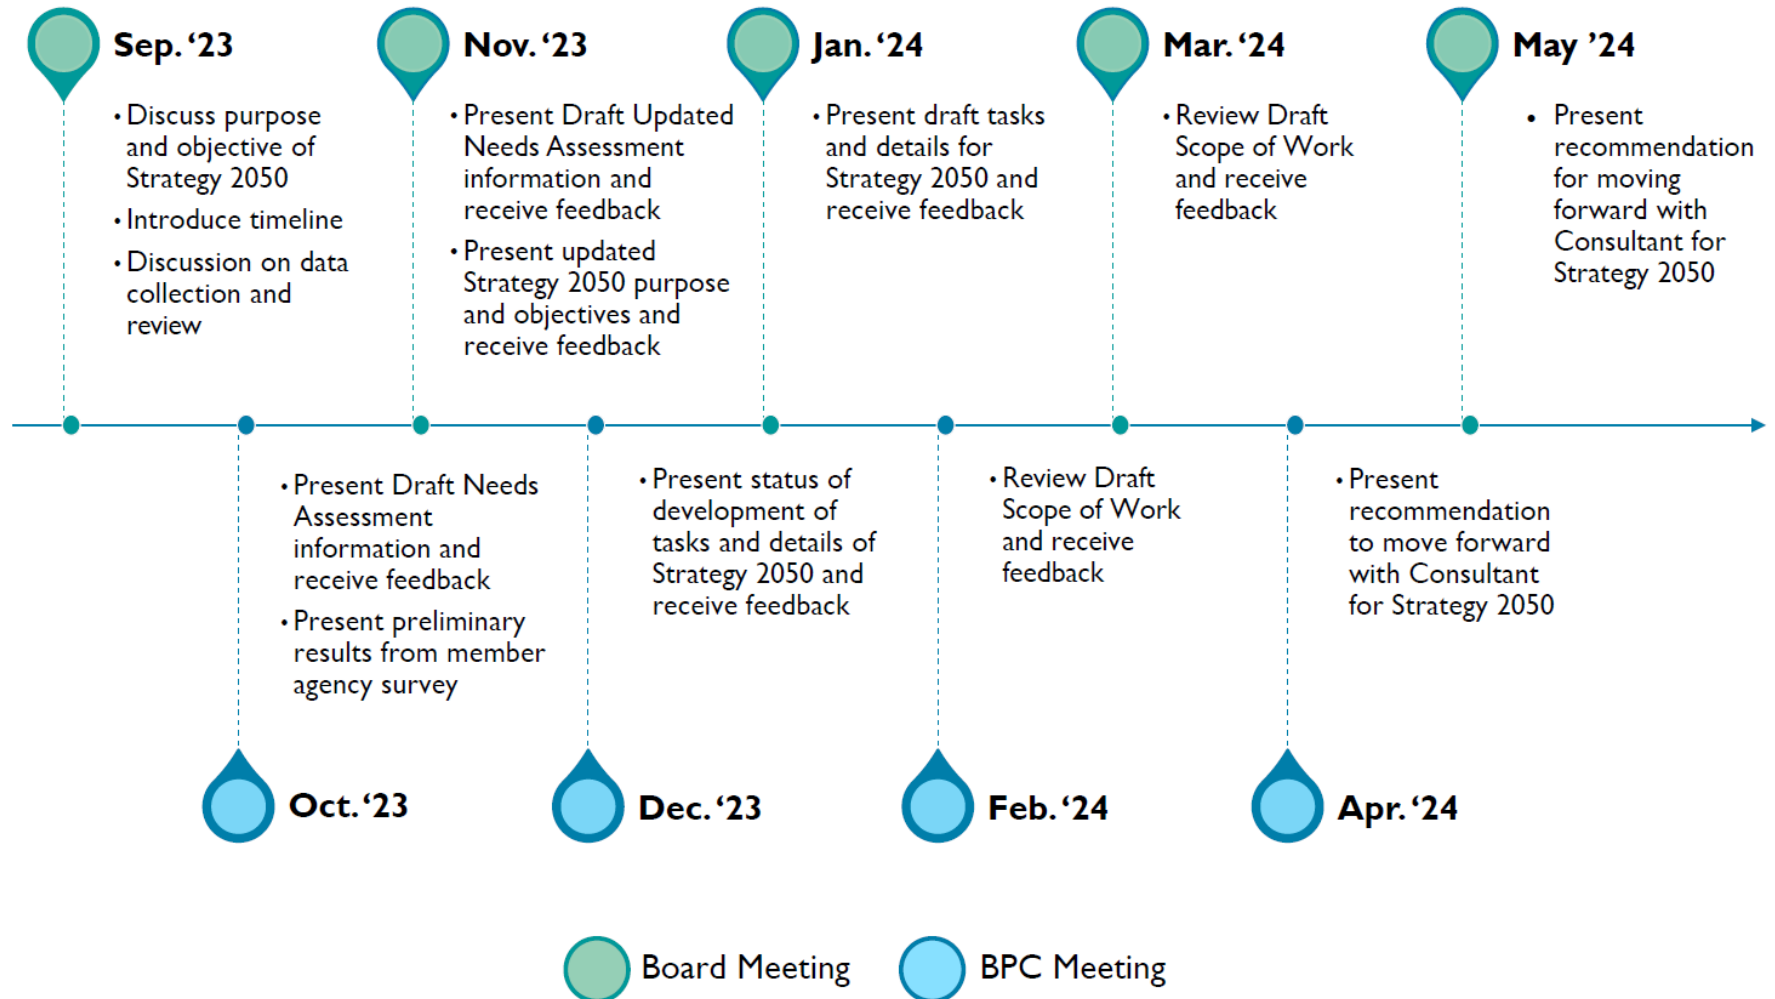 Sep. ‘23
• Discuss purpose
and objective of
Strategy 2050
• Introduce timeline
• Discussion on data
collection and
review
Nov. ‘23
• Present Draft Updated
Needs Assessment
information and
receive feedback
• Present updated
Strategy 2050 purpose
and objectives and
receive feedback
Jan. ‘24
• Present draft tasks
and details for
Strategy 2050 and
receive feedback
Mar. ‘24
• Review Draft
Scope of Work
and receive
feedback
May ’24
• Present
recommendation
for moving
forward with
Consultant for
Strategy 2050
• Present Draft Needs
Assessment
information and
receive feedback
• Present preliminary
results from member
agency survey
Oct. ‘23
• Present status of
development of
tasks and details of
Strategy 2050 and
receive feedback
Dec. ‘23
• Review Draft
Scope of Work
and receive
feedback
Feb. ‘24
• Present
recommendation
to move forward
with Consultant
for Strategy 2050
Apr. ‘24
Board Meeting
BPC Meeting